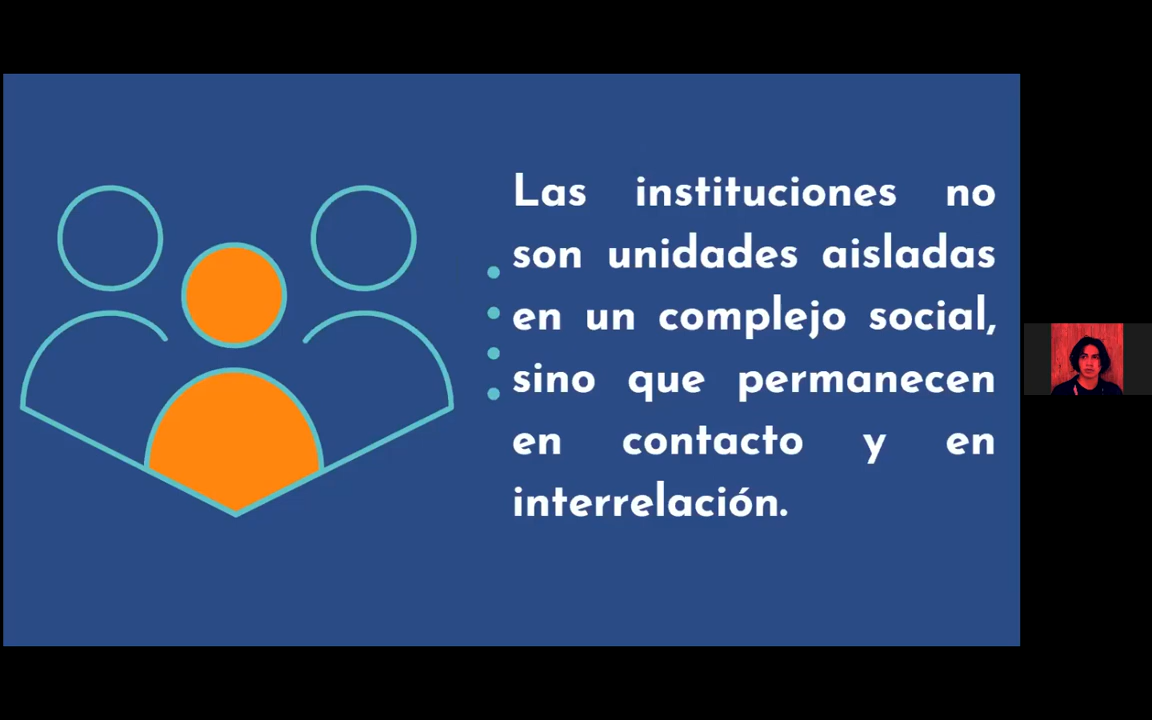 Las instituciones no
son unidades aisladas
en un complejo social,
sino que permanecen
en contacto y en
interrelación.